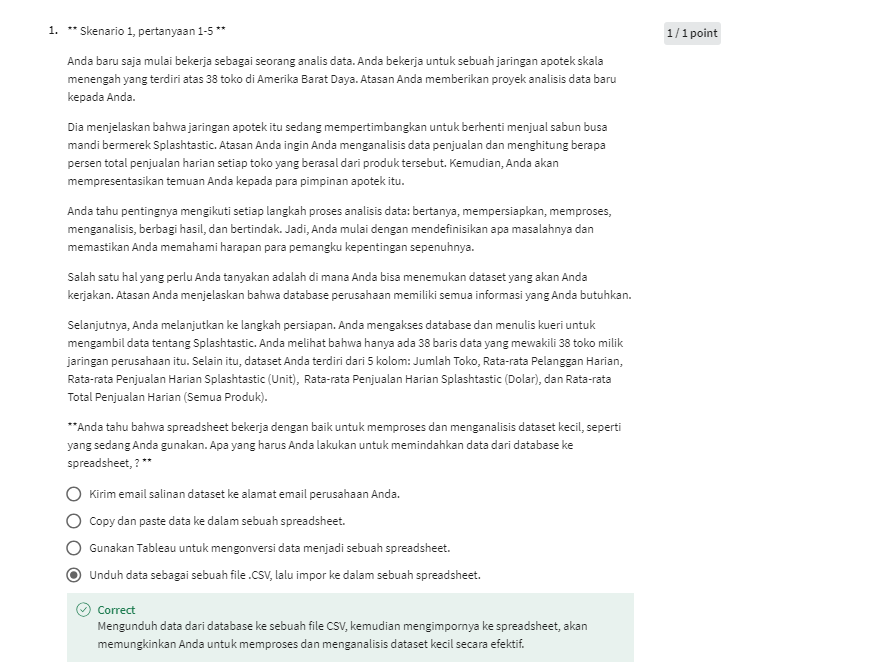 1. ** Skenario 1, pertanyaan 1-5 **
1 / 1 point
Anda baru saja mulai bekerja sebagai seorang analis data. Anda bekerja untuk sebuah jaringan apotek skala
menengah yang terdiri atas 38 toko di Amerika Barat Daya. Atasan Anda memberikan proyek analisis data baru
kepada Anda.
Dia menjelaskan bahwa jaringan apotek itu sedang mempertimbangkan untuk berhenti menjual sabun busa
mandi bermerek Splashtastic. Atasan Anda ingin Anda menganalisis data penjualan dan menghitung berapa
persen total penjualan harian setiap toko yang berasal dari produk tersebut. Kemudian, Anda akan
mempresentasikan temuan Anda kepada para pimpinan apotek itu.
Anda tahu pentingnya mengikuti setiap langkah proses analisis data: bertanya, mempersiapkan, memproses,
menganalisis, berbagi hasil, dan bertindak. Jadi, Anda mulai dengan mendefinisikan apa masalahnya dan
memastikan Anda memahami harapan para pemangku kepentingan sepenuhnya.
Salah satu hal yang perlu Anda tanyakan adalah di mana Anda bisa menemukan dataset yang akan Anda
kerjakan. Atasan Anda menjelaskan bahwa database perusahaan memiliki semua informasi yang Anda butuhkan.
Selanjutnya, Anda melanjutkan ke langkah persiapan. Anda mengakses database dan menulis kueri untuk
mengambil data tentang Splashtastic. Anda melihat bahwa hanya ada 38 baris data yang mewakili 38 toko milik
jaringan perusahaan itu. Selain itu, dataset Anda terdiri dari 5 kolom: Jumlah Toko, Rata-rata Pelanggan Harian,
Rata-rata Penjualan Harian Splashtastic (Unit), Rata-rata Penjualan Harian Splashtastic (Dolar), dan Rata-rata
Total Penjualan Harian (Semua Produk).
**Anda tahu bahwa spreadsheet bekerja dengan baik untuk memproses dan menganalisis dataset kecil, seperti
yang sedang Anda gunakan. Apa yang harus Anda lakukan untuk memindahkan data dari database ke
spreadsheet, ? **
Kirim email salinan dataset ke alamat email perusahaan Anda.
Copy dan paste data ke dalam sebuah spreadsheet.
Gunakan Tableau untuk mengonversi data menjadi sebuah spreadsheet.
Unduh data sebagai sebuah file .CSV, lalu impor ke dalam sebuah spreadsheet.
Correct
Mengunduh data dari database ke sebuah file CSV, kemudian mengimpornya ke spreadsheet, akan
memungkinkan Anda untuk memproses dan menganalisis dataset kecil secara efektif.